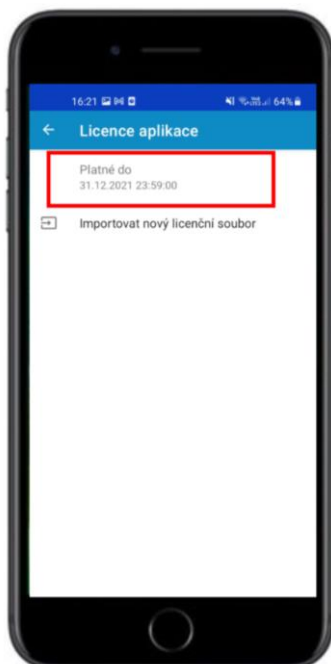 16:21 64%
Licence aplikace
Platné do
31.12.2021 23:59:00
Importovat nový licenční soubor